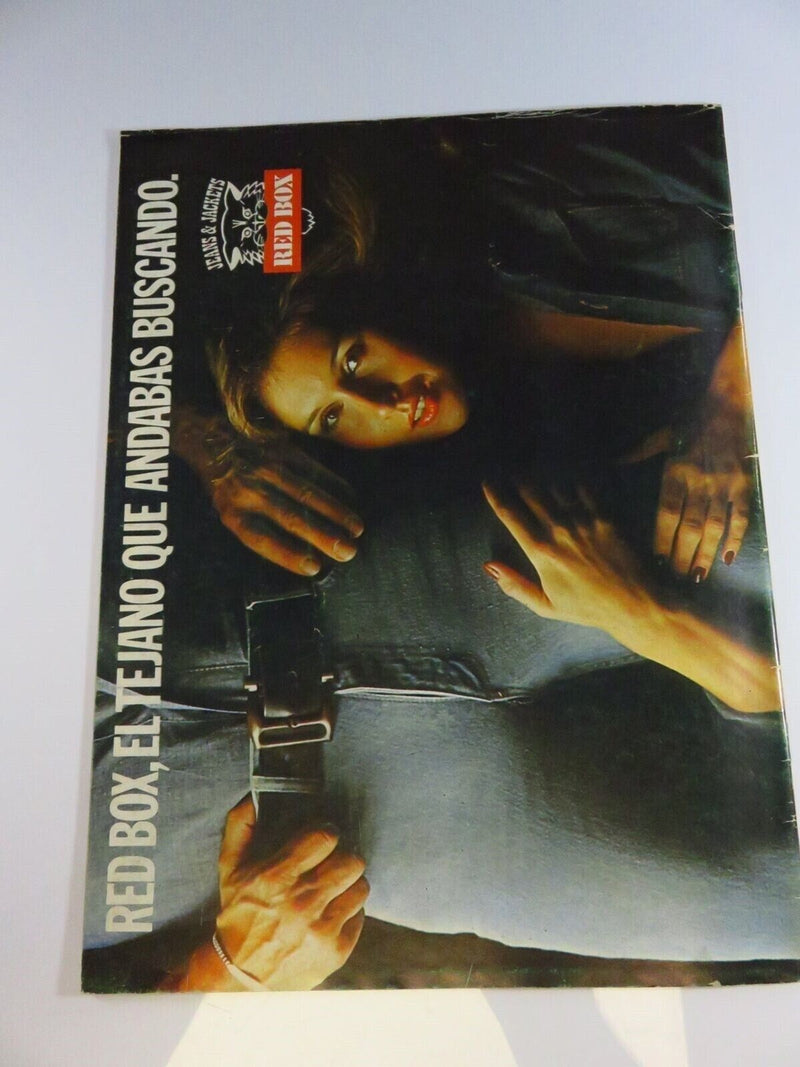 RED BOX, EL TEJANO QUE ANDABAS BUSCANDO.
JEANS & JACKETS
RED BOX